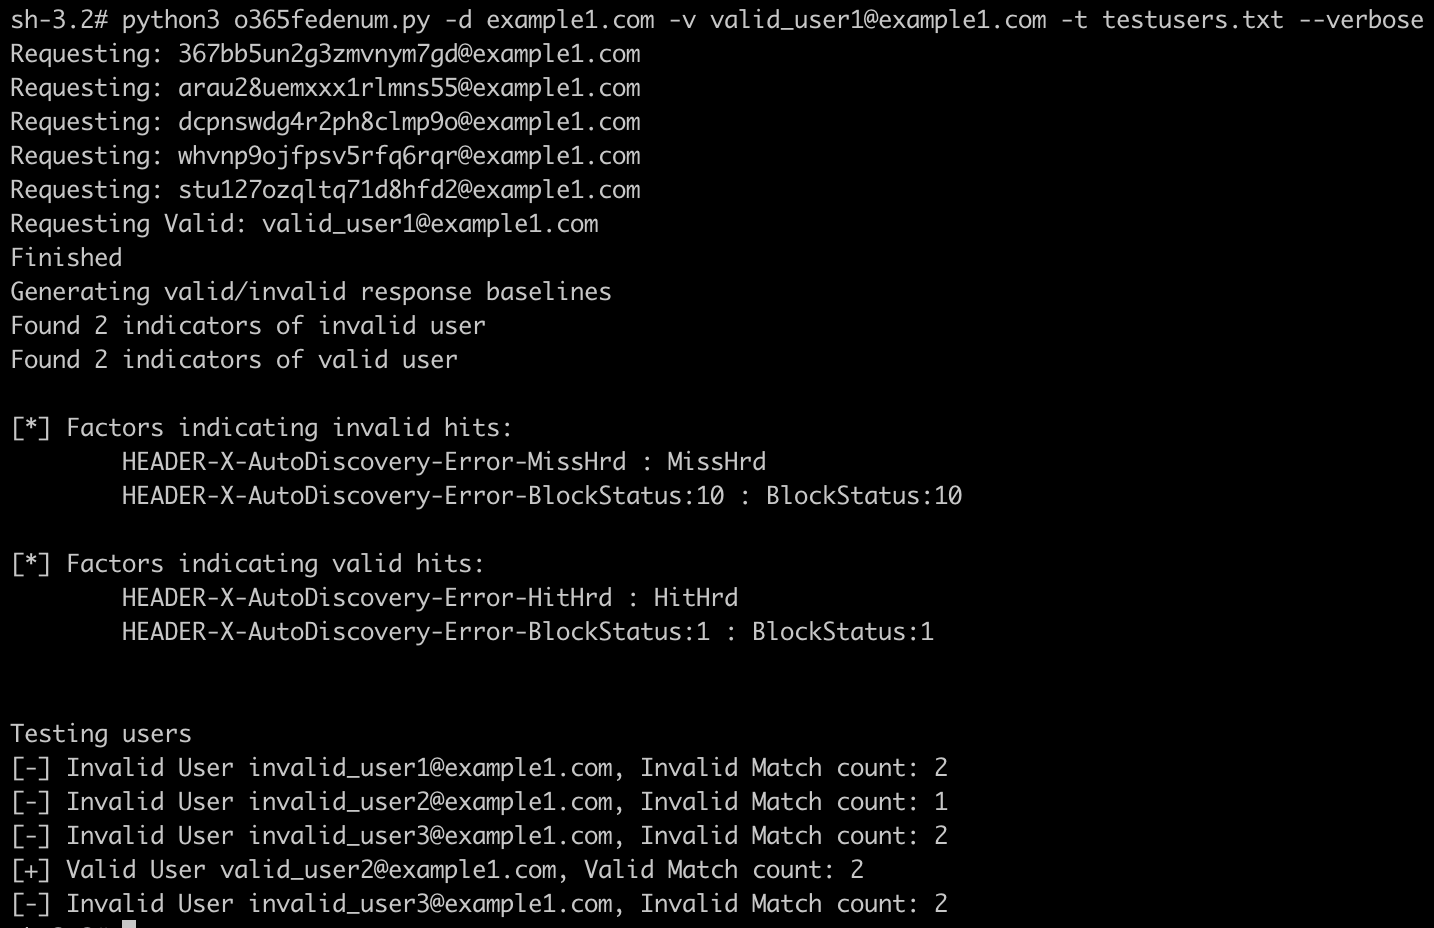 sh-3.2# python3 o365fedenum.py -d example1.com -v valid_user1@example1.com -t testusers.txt --verbose
Requesting: 367bb5un2g3zmvnym7gd@example1.com
Requesting: arau28uemxxx1rlmns55@example1.com
Requesting: dcpnswdg4r2ph8clmp9o@example1.com
Requesting: whvnp9ojfpsv5rfq6rqr@example1.com
Requesting: stu127ozqltq71d8hfd2@example1.com
Requesting Valid: valid_user1@example1.com
Finished
Generating valid/invalid response baselines
Found 2 indicators of invalid user
Found 2 indicators of valid user
[*] Factors indicating invalid hits:
HEADER-X-AutoDiscovery-Error-MissHrd : MissHrd
HEADER-X-AutoDiscovery-Error-BlockStatus:10 : BlockStatus:10
[*] Factors indicating valid hits:
HEADER-X-AutoDiscovery-Error-HitHrd : HitHrd
HEADER-X-AutoDiscovery-Error-BlockStatus:1 : BlockStatus:1
Testing users
[-] Invalid User invalid_user1@example1.com, Invalid Match count: 2
[-] Invalid User invalid_user2@example1.com, Invalid Match count: 1
[-] Invalid User invalid_user3@example1.com, Invalid Match count: 2
[+] Valid User valid_user2@example1.com, Valid Match count: 2
[-] Invalid User invalid_user3@example1.com, Invalid Match count: 2